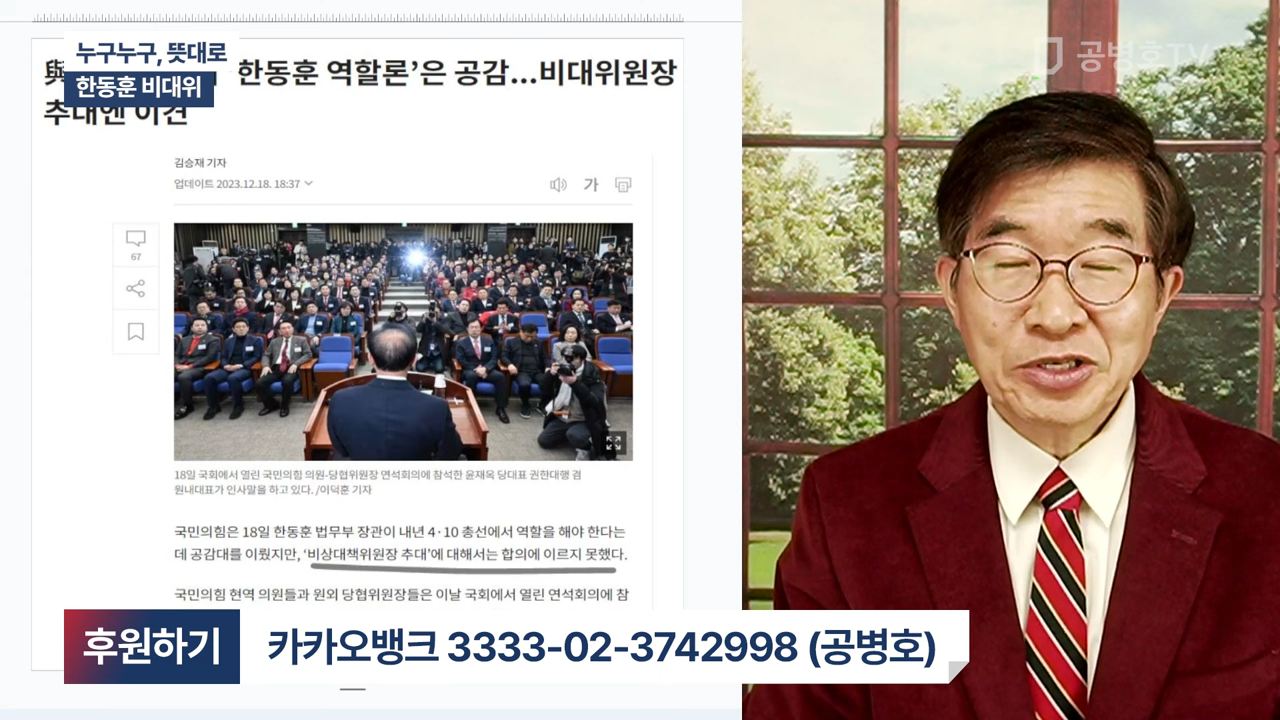 누구누구, 뜻대로
한동훈 비대위
與
한동훈 역할론’은 공감...비대위원장
추대엔 이견
김승재 기자
업데이트 2023.12.18. 18:37
가
67
18일 국회에서 열린 국민의힘 의원·당협위원장 연석회의에 참석한 윤재옥 당대표 권한대행 겸
원내대표가 인사말을 하고 있다. /이덕훈 기자
국민의힘은 18일 한동훈 법무부 장관이 내년 4·10 총선에서 역할을 해야 한다는
데 공감대를 이뤘지만, ‘비상대책위원장 추대’에 대해서는 합의에 이르지 못했다.
국민의힘 현역 의원들과 원외 당협위원장들은 이날 국회에서 열린 연석회의에 참
후원하기
카카오뱅크 3333-02-3742998 (공병호)
공병호TV